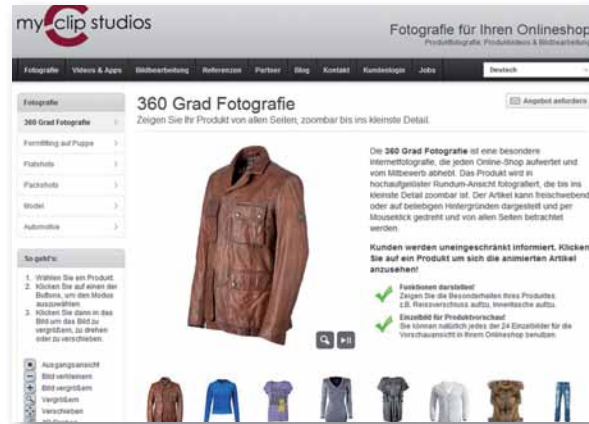 my clip studios
Fotografie für Ihren Onlineshop
Produktfotografie, Produktvideos & Bildbearbeitung
Fotografie Videos & Apps Bildbearbeitung Referenzen Partner Blog Kontakt Kundenlogin Jobs Deutsch
Fotografie
360 Grad Fotografie
Formfitting auf Puppe
Flatshots
Packshots
Model
Automotive
So geht's:
1. Wählen Sie ein Produkt.
2. Klicken Sie auf einen der
Buttons, um den Modus
auszuwählen.
3. Klicken Sie dann in das
Bild um das Bild zu
vergrößern, zu drehen
oder zu verschieben.
Ausgangsansicht
Bild verkleinern
Bild vergrößern
Vergrößern
Verschieben
360 Grad Fotografie
Zeigen Sie Ihr Produkt von allen Seiten, zoombar bis ins kleinste Detail.
Angebot anfordern
Die 360 Grad Fotografie ist eine besondere
Internetfotografie, die jeden Online-Shop aufwertet und
vom Mitbewerb abhebt. Das Produkt wird in
hochaufgelöster Rundum-Ansicht fotografiert, die bis ins
kleinste Detail zoombar ist. Der Artikel kann freischwebend
oder auf beliebigen Hintergründen dargestellt und per
Mouseklick gedreht und von allen Seiten betrachtet
werden.
Kunden werden uneingeschränkt informiert. Klicken
Sie auf ein Produkt um sich die animierten Artikel
anzusehen!
Funktionen darstellen!
Zeigen Sie die Besonderheiten Ihres Produktes:
z.B. Reissverschluss aufzu, Innentasche aufzu.
Einzelbild für Produktvorschau!
Sie können natürlich jedes der 24 Einzelbilder für die
Vorschauansicht in Ihrem Onlineshop benutzen.